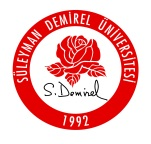 SÜLEYMAN DEMİREL ÜNİVERSİTESİ
S. Demirel
1992